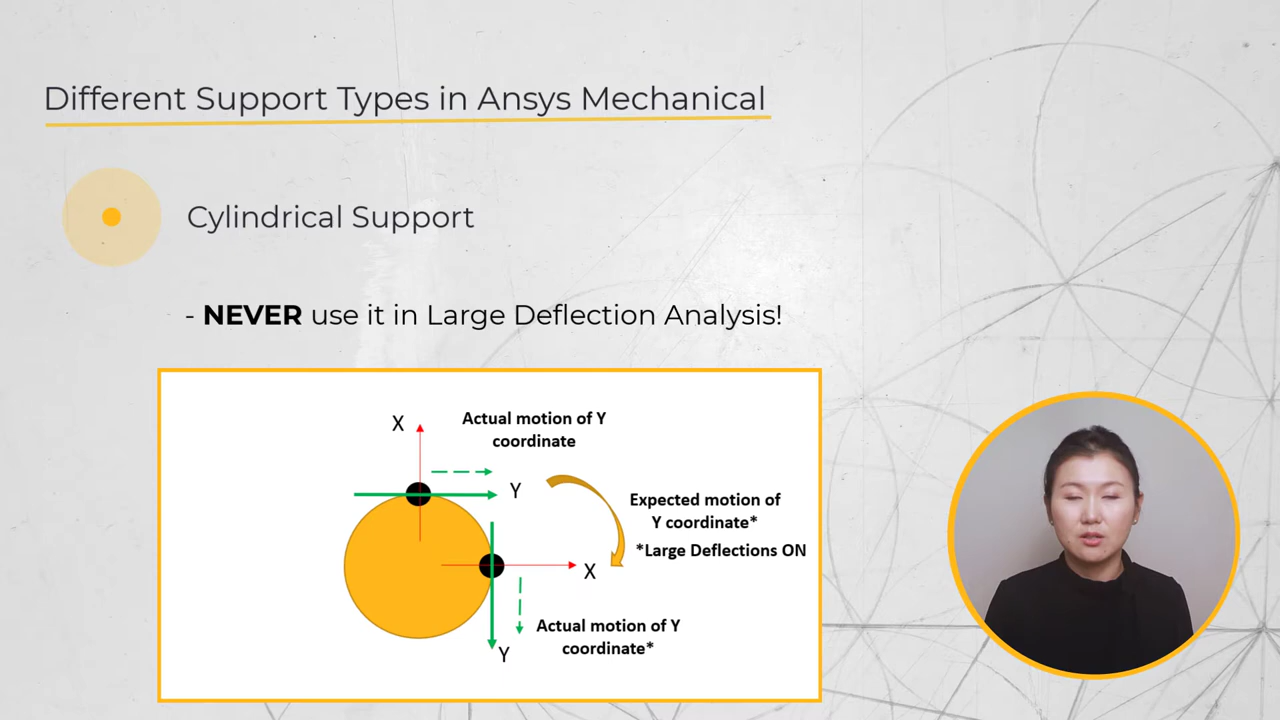 Different Support Types in Ansys Mechanical
Cylindrical Support
- NEVER use it in Large Deflection Analysis!
X
Actual motion of Y
coordinate
Y
Expected motion of
Y coordinate*
*Large Deflections ON
X
Actual motion of Y
coordinate*
Y